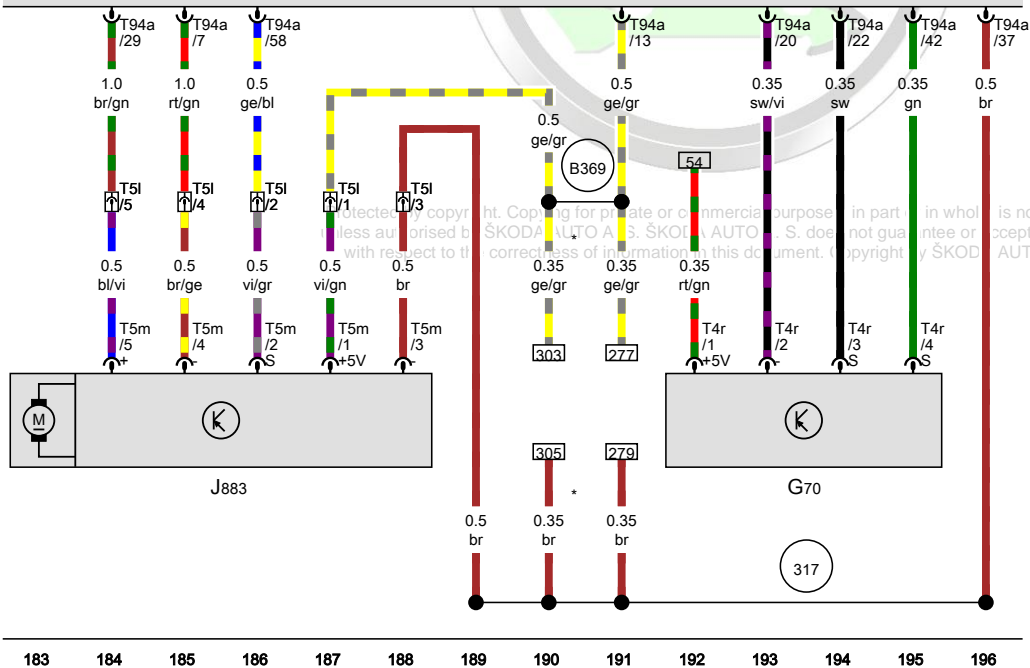 T94a T94a T94a T94a T94a T94a T94a T94a
/29 /7 /58 /13 /20 /22 /42 /37
1.0 1.0 0.5 0.5 0.35 0.35 0.35 0.5
br/gn rt/gn ge/bl ge/gr sw/vi sw gn br
0.5
ge/gr
B369
54
T5l T5l T5l T5l T5l
/5 /4 /2 /1 /3
*
0.5 0.5 0.5 0.5 0.5 0.35 0.35 0.35
bl/vi br/ge vi/gr vi/gn br ge/gr ge/gr rt/gn
T5m T5m T5m T5m T5m T4r T4r T4r T4r
/5 /4 /2 /1 /3 /1 /2 /3 /4
+ - S +5V - +5V - S S
303 277
M
305 279
J883 G70
*
0.5 0.35 0.35
br br br
317
183 184 185 186 187 188 189 190 191 192 193 194 195 196